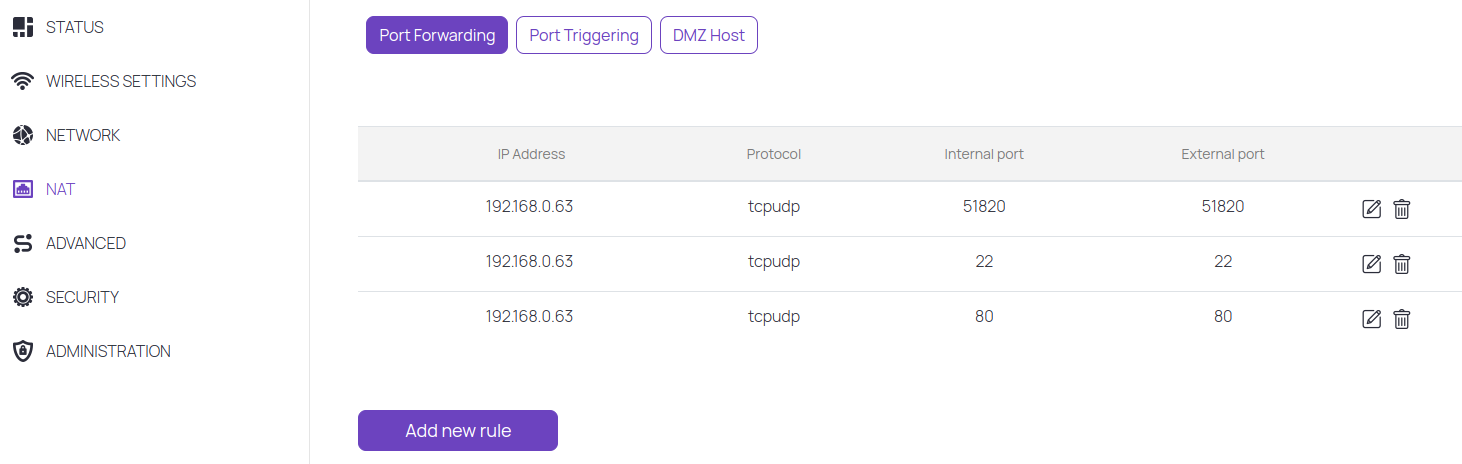 STATUS
WIRELESS SETTINGS
NETWORK
NAT
ADVANCED
SECURITY
ADMINISTRATION
Port Forwarding Port Triggering DMZ Host
IP Address Protocol Internal port External port
192.168.0.63 tcpudp 51820 51820
192.168.0.63 tcpudp 22 22
192.168.0.63 tcpudp 80 80
Add new rule